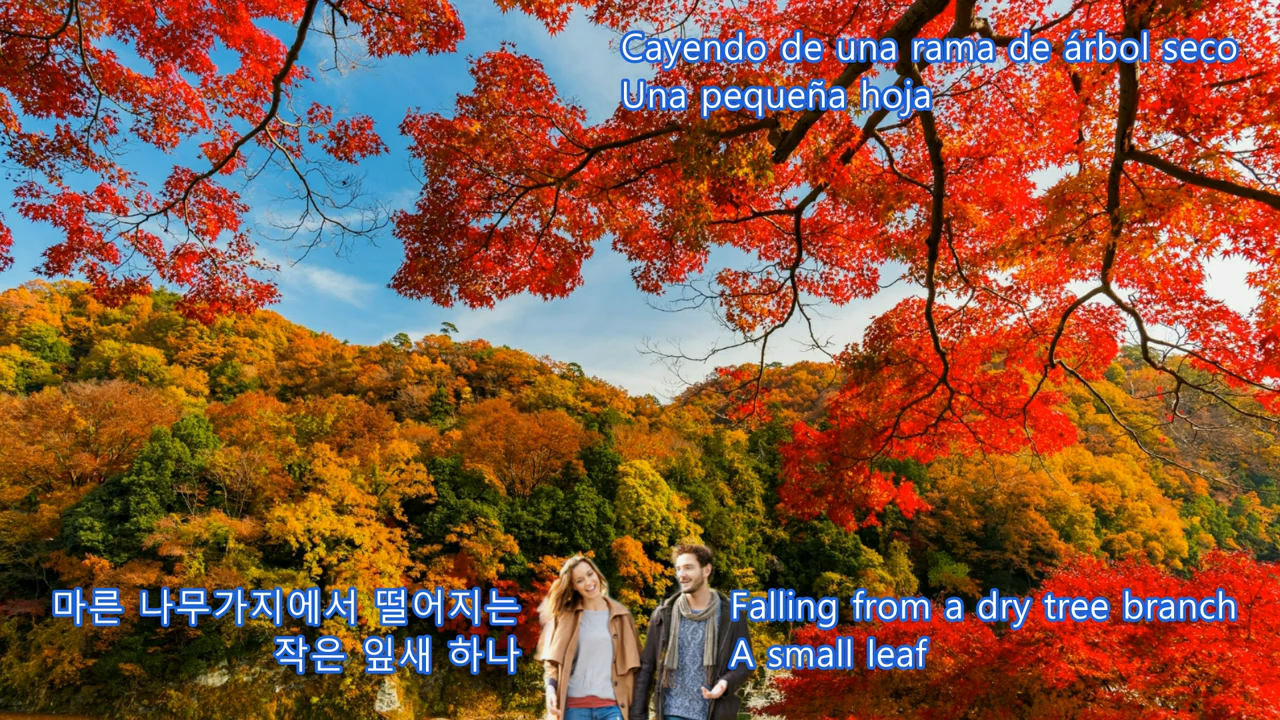 Cayendo de una rama de árbol seco
Una pequeña hoja
마른 나무가지에서 떨어지는
작은 잎새 하나
Falling from a dry tree branch
A small leaf